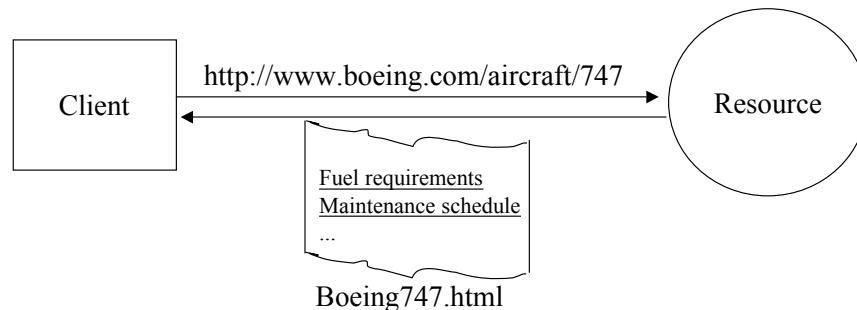 http://www.boeing.com/aircraft/747
Client
Resource
Fuel requirements
Maintenance schedule
...
Boeing747.html